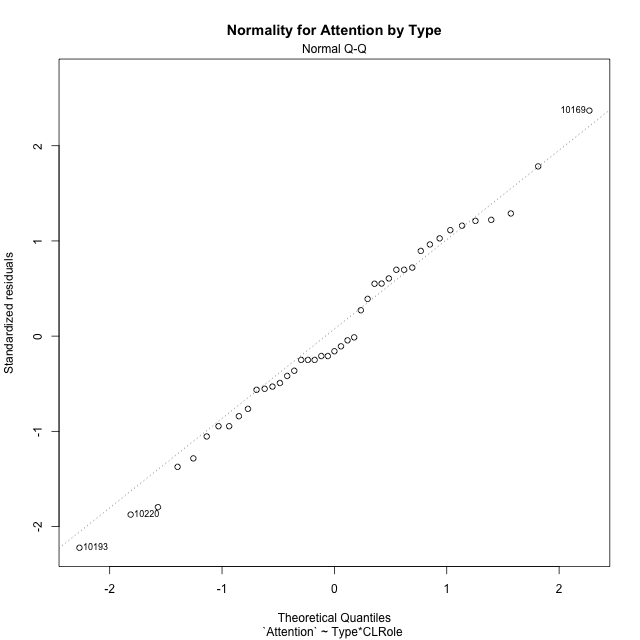 Normality for Attention by Type
Normal Q-Q
10169
2
1
0
-1
-2
Standardized residuals
10220
10193
-2 -1 0 1 2
Theoretical Quantiles
`Attention` ~ Type*CLRole